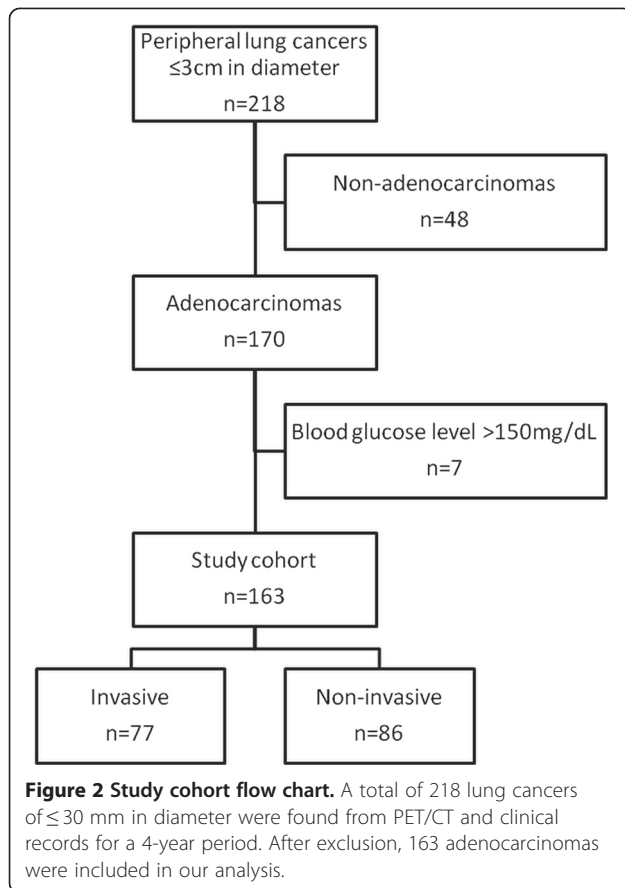 Peripheral lung cancers
≤3cm in diameter
n=218
Non-adenocarcinomas
n=48
Adenocarcinomas
n=170
Blood glucose level >150mg/dL
n=7
Study cohort
n=163
Invasive
n=77
Non-invasive
n=86
Figure 2 Study cohort flow chart. A total of 218 lung cancers
of ≤ 30 mm in diameter were found from PET/CT and clinical
records for a 4-year period. After exclusion, 163 adenocarcinomas
were included in our analysis.